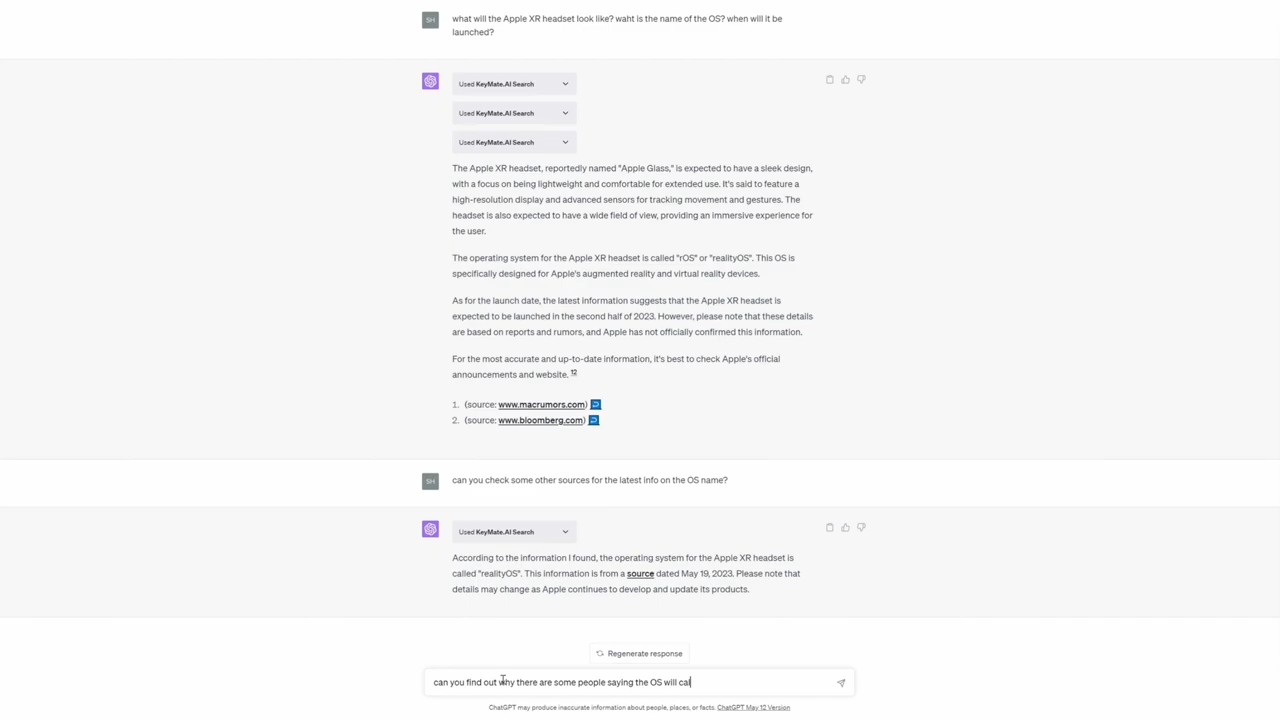 SH
what will the Apple XR headset look like? waht is the name of the OS? when will it be
launched?
Used KeyMate.AI Search
Used KeyMate.AI Search
Used KeyMate.AI Search
The Apple XR headset, reportedly named "Apple Glass," is expected to have a sleek design,
with a focus on being lightweight and comfortable for extended use. It's said to feature a
high-resolution display and advanced sensors for tracking movement and gestures. The
headset is also expected to have a wide field of view, providing an immersive experience for
the user.
The operating system for the Apple XR headset is called "rOS" or "realityOS". This OS is
specifically designed for Apple's augmented reality and virtual reality devices.
As for the launch date, the latest information suggests that the Apple XR headset is
expected to be launched in the second half of 2023. However, please note that these details
are based on reports and rumors, and Apple has not officially confirmed this information.
For the most accurate and up-to-date information, it's best to check Apple's official
announcements and website. 12
1. (source: www.macrumors.com)
2. (source: www.bloomberg.com)
SH
can you check some other sources for the latest info on the OS name?
Used KeyMate.AI Search
According to the information I found, the operating system for the Apple XR headset is
called "realityOS". This information is from a source dated May 19, 2023. Please note that
details may change as Apple continues to develop and update its products.
Regenerate response
can you find out why there are some people saying the OS will cal
ChatGPT may produce inaccurate information about people, places, or facts. ChatGPT May 12 Version